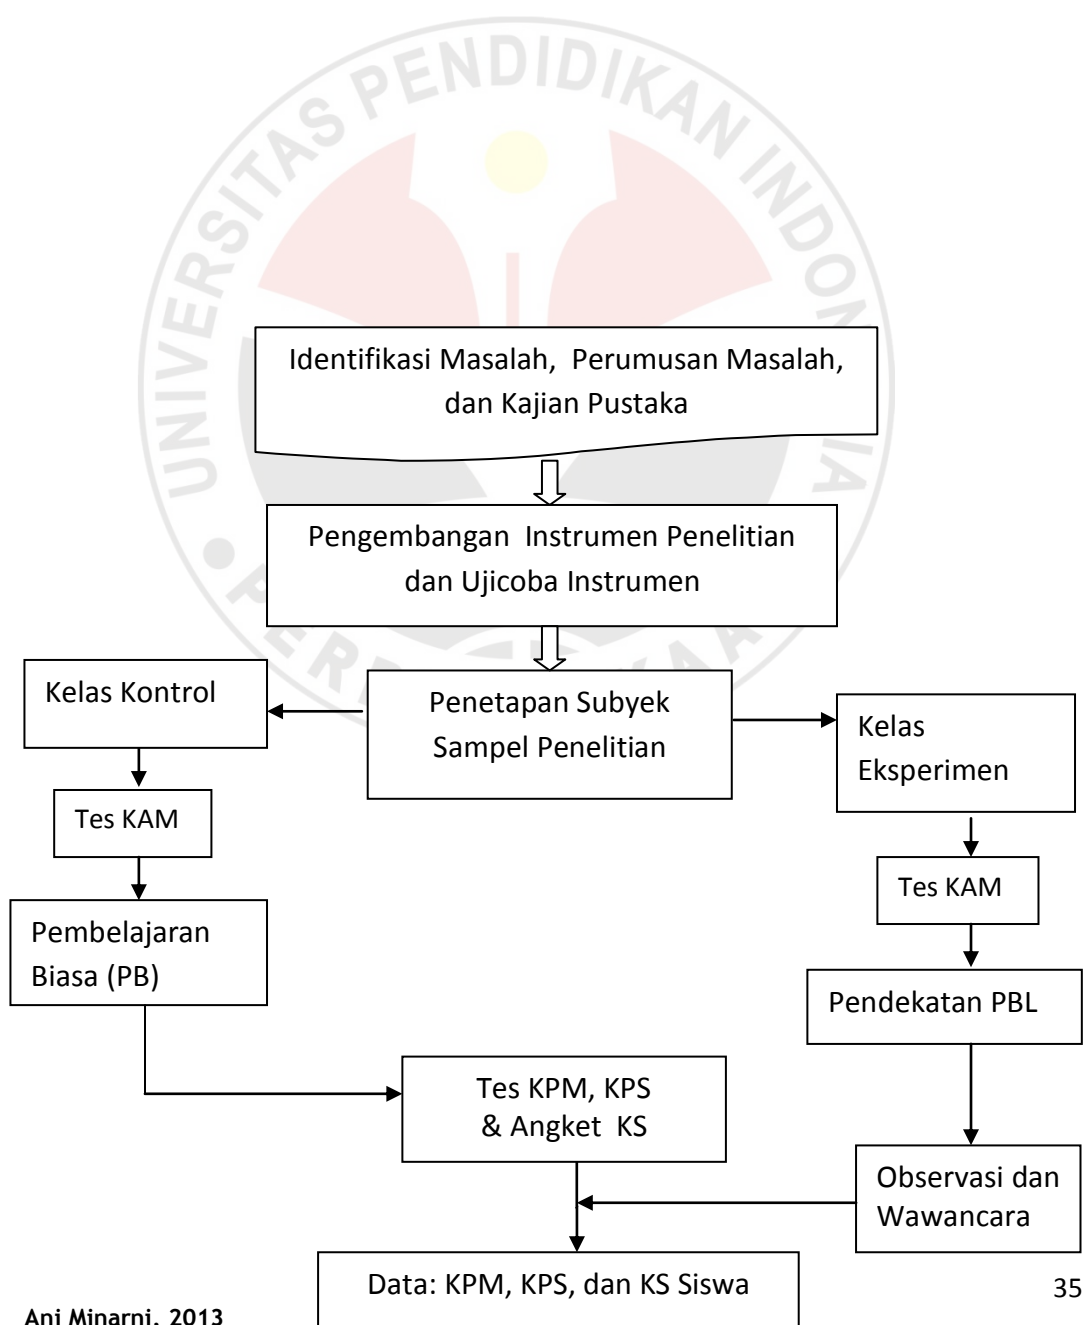 UNIVERSITAS PENDIDIKAN INDONESIA
Identifikasi Masalah, Perumusan Masalah,
dan Kajian Pustaka
Pengembangan Instrumen Penelitian
dan Ujicoba Instrumen
Kelas Kontrol
Penetapan Subyek
Sampel Penelitian
Kelas
Eksperimen
Tes KAM
Tes KAM
Pembelajaran
Biasa (PB)
Pendekatan PBL
Tes KPM, KPS
& Angket KS
Observasi dan
Wawancara
Data: KPM, KPS, dan KS Siswa
35
Ani Minarni, 2013